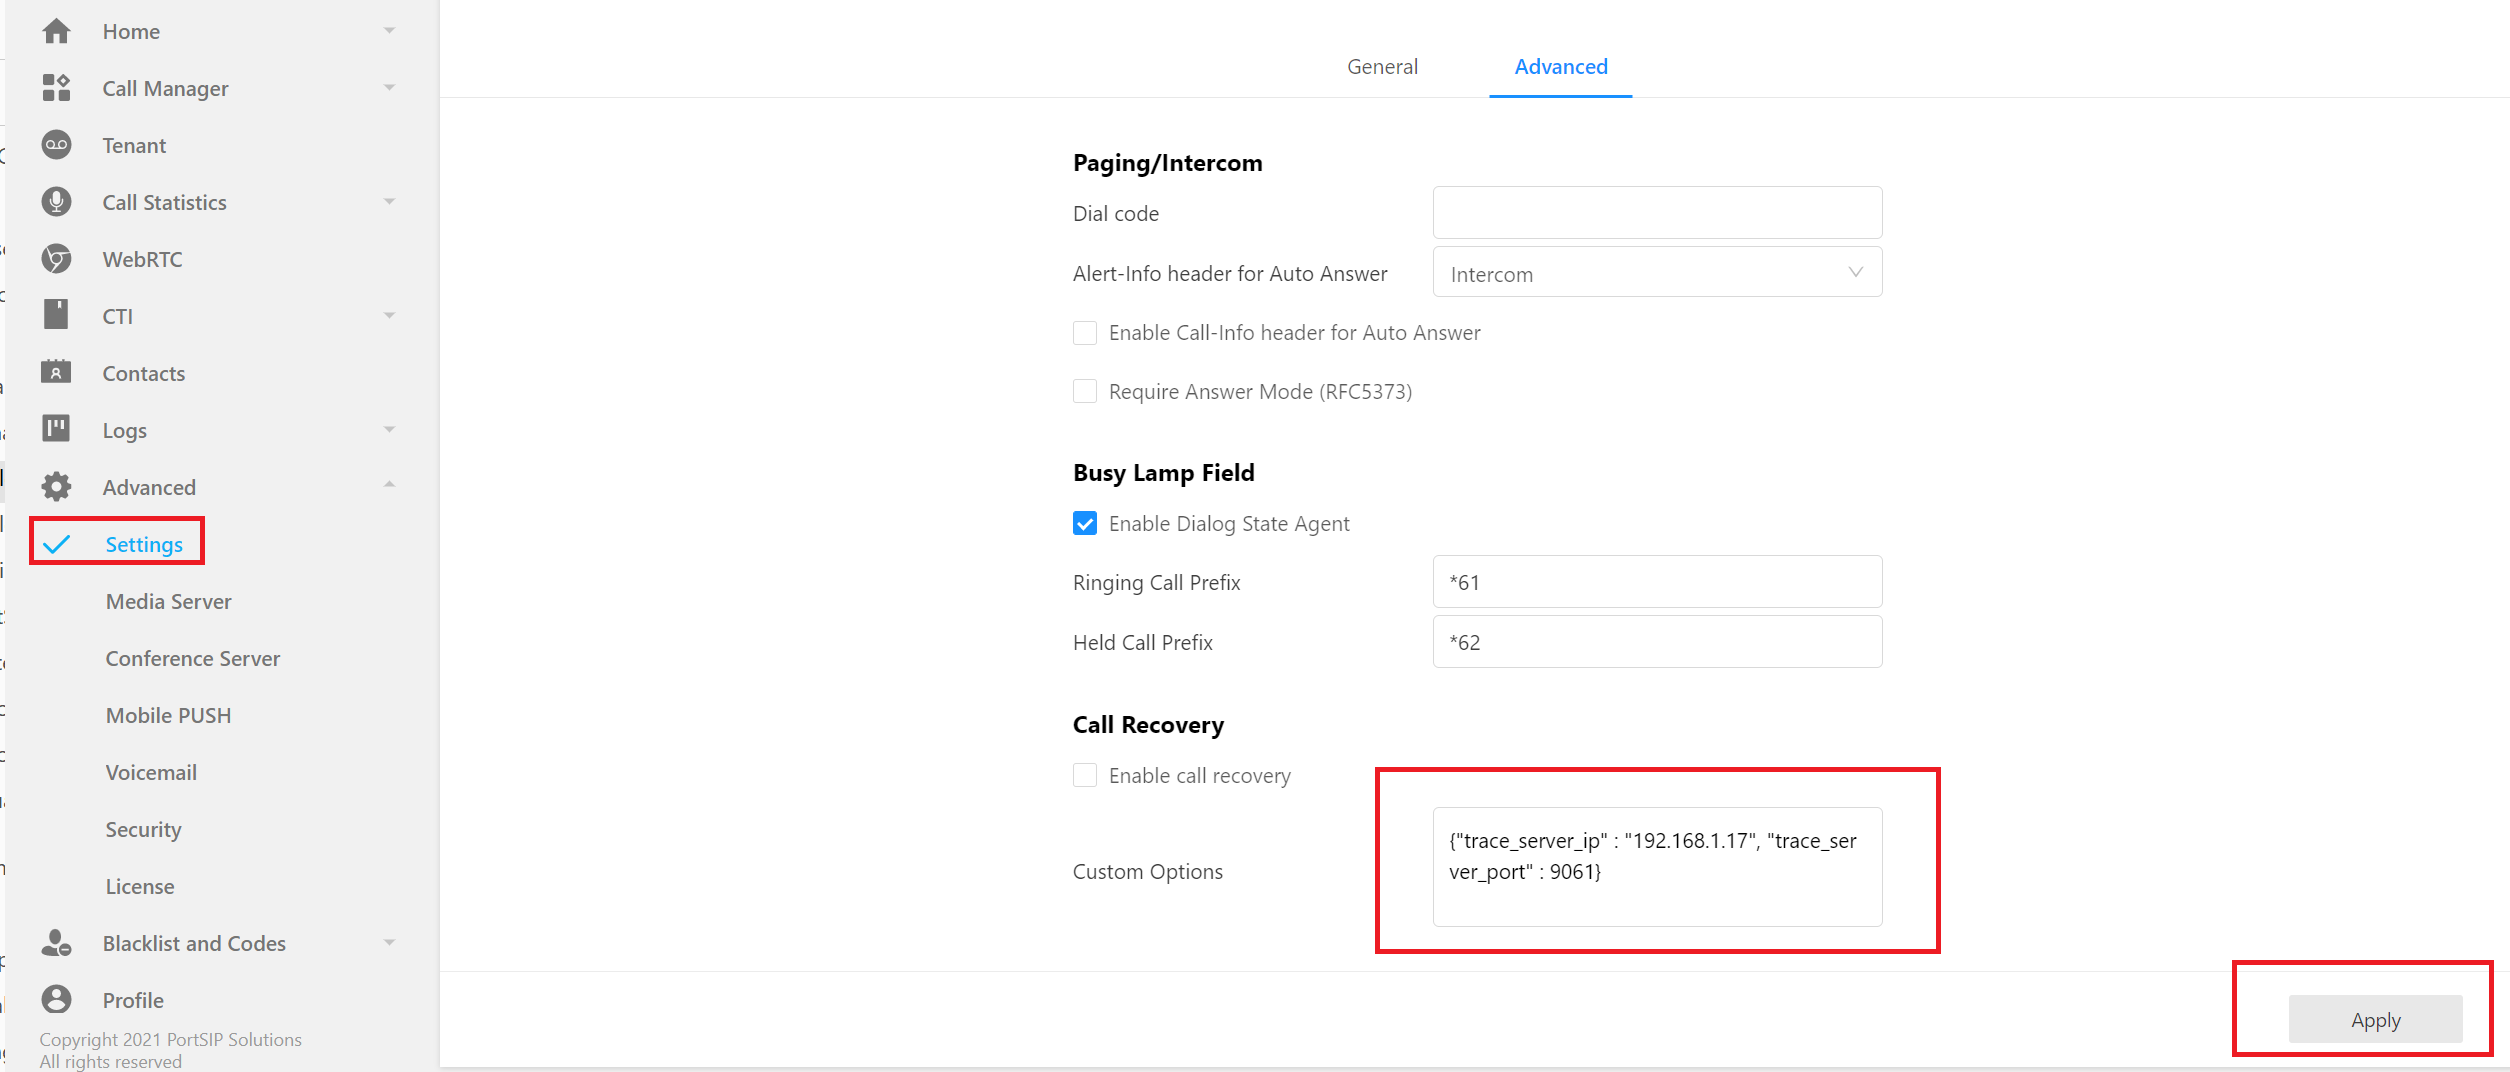 Home
Call Manager
Tenant
Call Statistics
WebRTC
CTI
Contacts
Logs
Advanced
Settings
Media Server
Conference Server
Mobile PUSH
Voicemail
Security
License
Blacklist and Codes
Profile
Copyright 2021 PortSIP Solutions
All rights reserved
General
Advanced
Paging/Intercom
Dial code
Alert-Info header for Auto Answer
Intercom
Enable Call-Info header for Auto Answer
Require Answer Mode (RFC5373)
Busy Lamp Field
Enable Dialog State Agent
Ringing Call Prefix
*61
Held Call Prefix
*62
Call Recovery
Enable call recovery
Custom Options
{"trace_server_ip" : "192.168.1.17", "trace_ser
ver_port" : 9061}
Apply